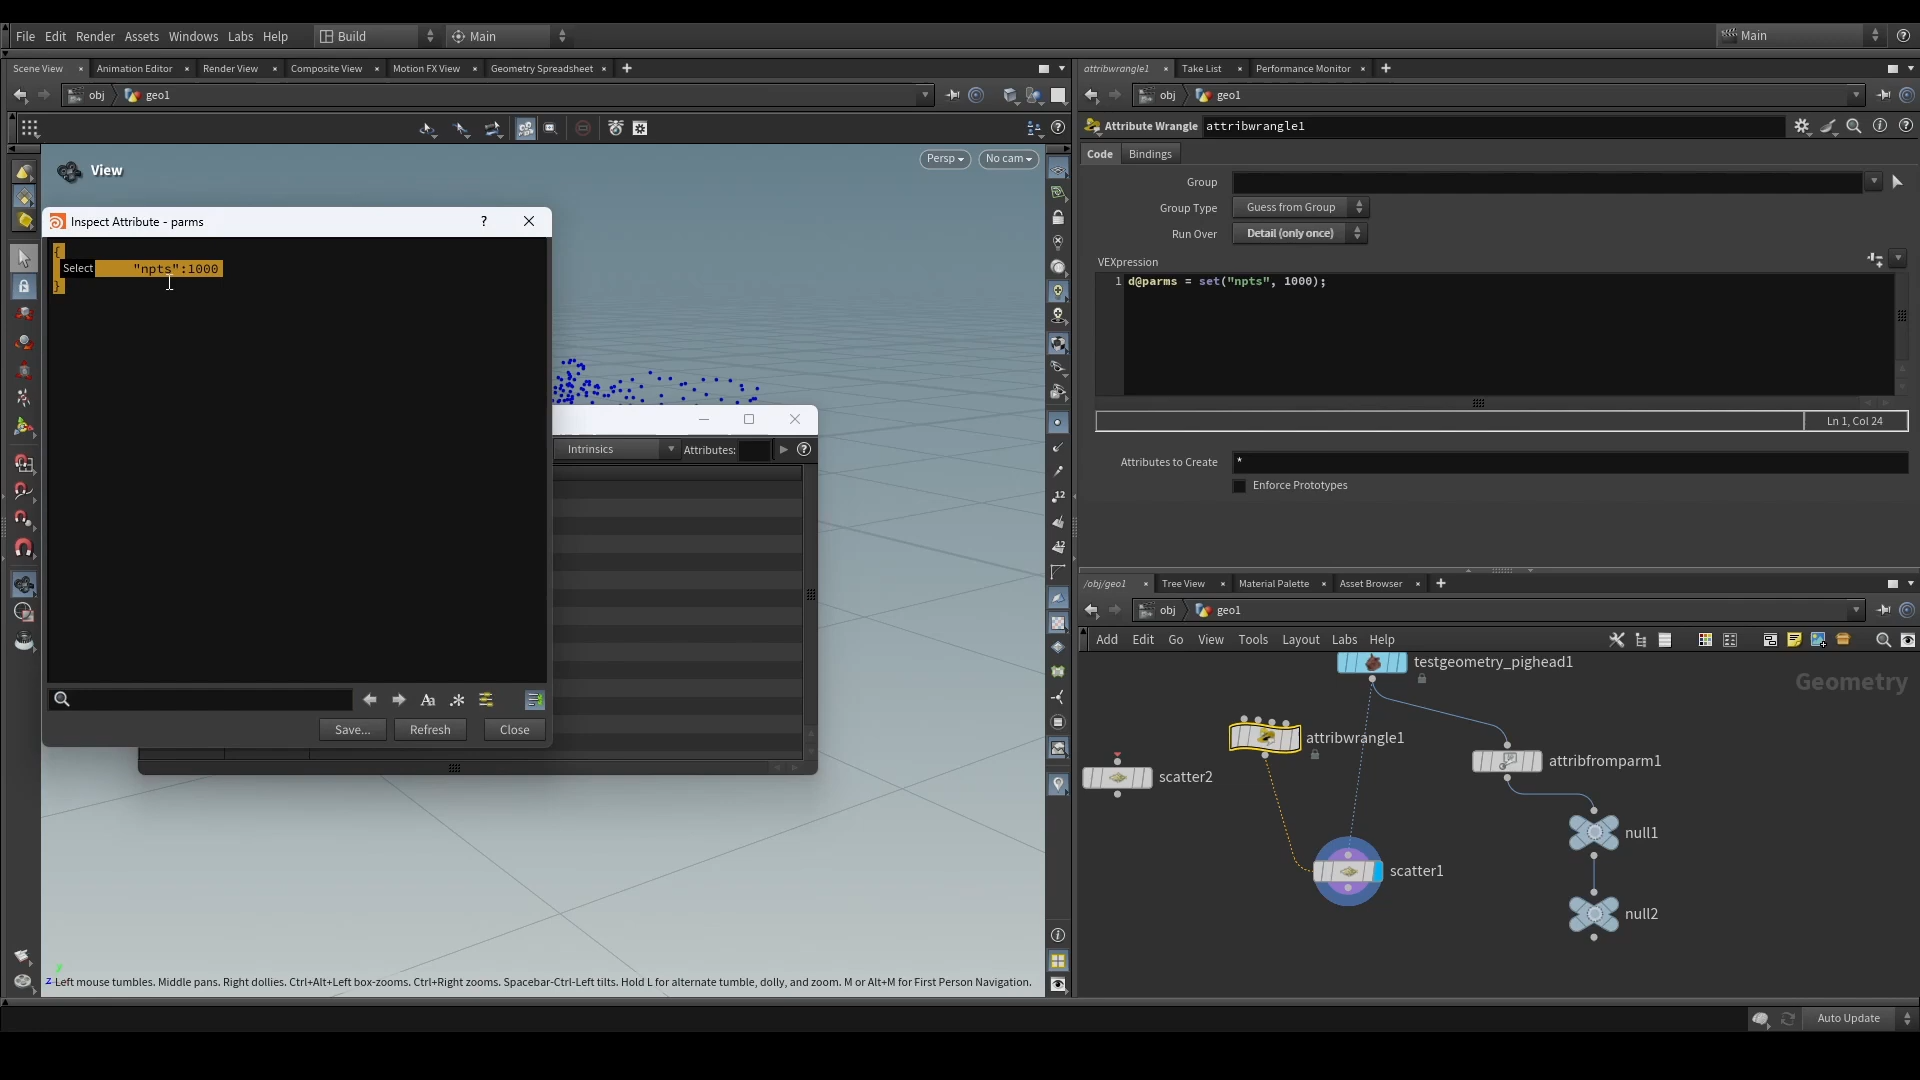 File Edit Render Assets Windows Labs Help Build Main Main
Scene View Animation Editor Render View Composite View Motion FX View Geometry Spreadsheet
obj geo1
View
Persp No cam
Inspect Attribute - parms
{
Select "npts":1000
}
Save... Refresh Close
Intrinsics Attributes:
12
12
Left mouse tumbles. Middle pans. Right dollies. Ctrl+Alt+Left box-zooms. Ctrl+Right zooms. Spacebar-Ctrl-Left tilts. Hold L for alternate tumble, dolly, and zoom. M or Alt+M for First Person Navigation.
z
attribwrangle1 Take List Performance Monitor
obj geo1
Attribute Wrangle attribwrangle1
Code Bindings
Group
Group Type Guess from Group
Run Over Detail (only once)
VEXpression
1 d@parms = set("npts", 1000);
Ln 1, Col 24
Attributes to Create *
Enforce Prototypes
/obj/geo1 Tree View Material Palette Asset Browser
obj geo1
Add Edit Go View Tools Layout Labs Help
testgeometry_pighead1
Geometry
attribwrangle1
attribfromparm1
scatter2
null1
scatter1
null2
Auto Update